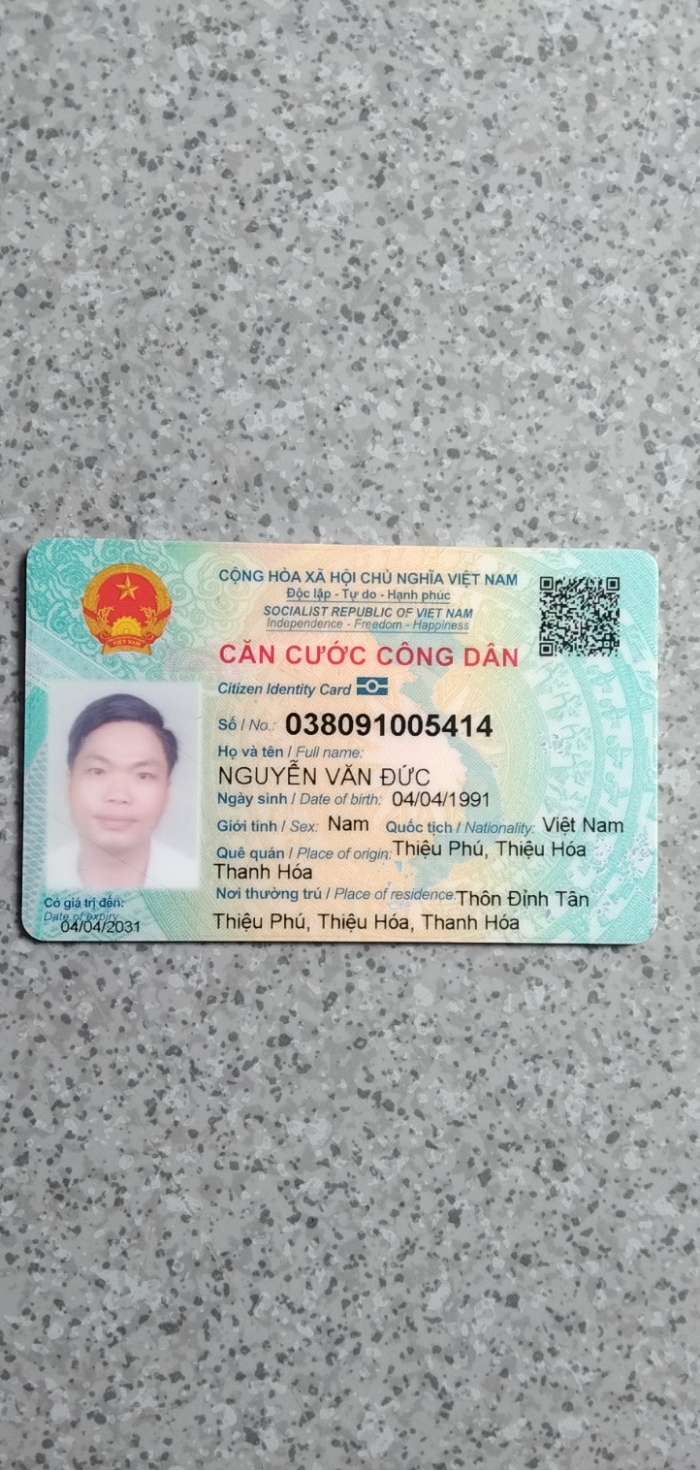 CỘNG HÒA XÃ HỘI CHỦ NGHĨA VIỆT NAM
Độc lập - Tự do - Hạnh phúc
SOCIALIST REPUBLIC OF VIET NAM
Independence - Freedom - Happiness
CĂN CƯỚC CÔNG DÂN
Citizen Identity Card
Số / No.: 038091005414
Họ và tên / Full name:
NGUYỄN VĂN ĐỨC
Ngày sinh / Date of birth: 04/04/1991
Giới tính / Sex: Nam Quốc tịch / Nationality: Việt Nam
Quê quán / Place of origin: Thiệu Phú, Thiệu Hóa
Thanh Hóa
Nơi thường trú / Place of residence: Thôn Đỉnh Tân
Thiệu Phú, Thiệu Hóa, Thanh Hóa
Có giá trị đến:
Date of expiry
04/04/2031
VIỆT NAM